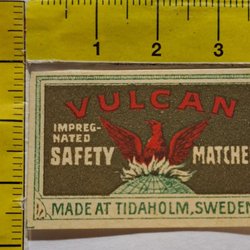 1 2 3
VULCAN
IMPREG-
NATED
SAFETY MATCHE
MADE AT TIDAHOLM, SWEDEN